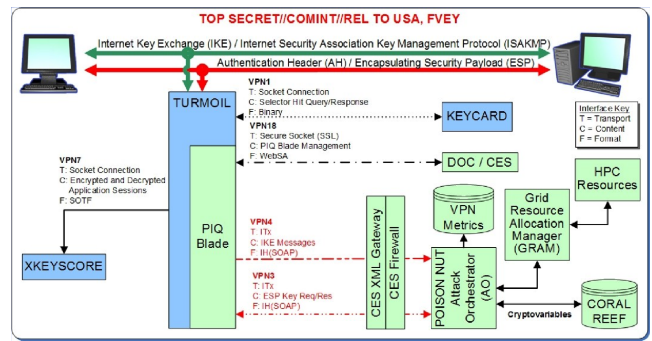 TOP SECRET//COMINT//REL TO USA, FVEY
Internet Key Exchange (IKE) / Internet Security Association Key Management Protocol (ISAKMP)
Authentication Header (AH) / Encapsulating Security Payload (ESP)
TURMOIL
VPN1
T: Socket Connection
C: Selector Hit Query/Response
F: Binary
KEYCARD
Interface Key
T = Transport
C = Content
F = Format
VPN18
T: Secure Socket (SSL)
C: PIQ Blade Management
F: WebSA
DOC / CES
VPN7
T: Socket Connection
C: Encrypted and Decrypted
Application Sessions
F: SOTF
XKEYSCORE
PIQ
Blade
VPN4
T: ITx
C: IKE Messages
F: IH(SOAP)
VPN3
T: ITx
C: ESP Key Req/Res
F: IH(SOAP)
CES XML Gateway
CES Firewall
VPN
Metrics
POISON NUT
Attack
Orchestrator
(AO)
Grid
Resource
Allocation
Manager
(GRAM)
HPC
Resources
Cryptovariables
CORAL
REEF